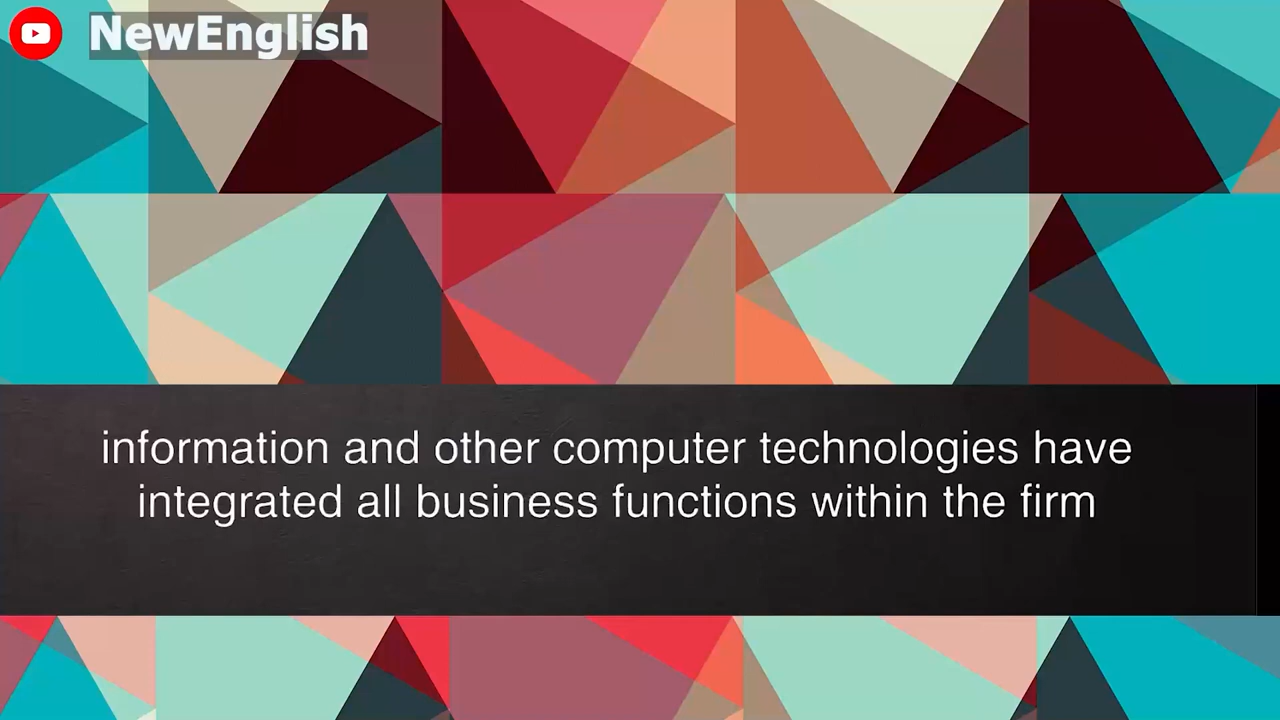 NewEnglish
information and other computer technologies have
integrated all business functions within the firm